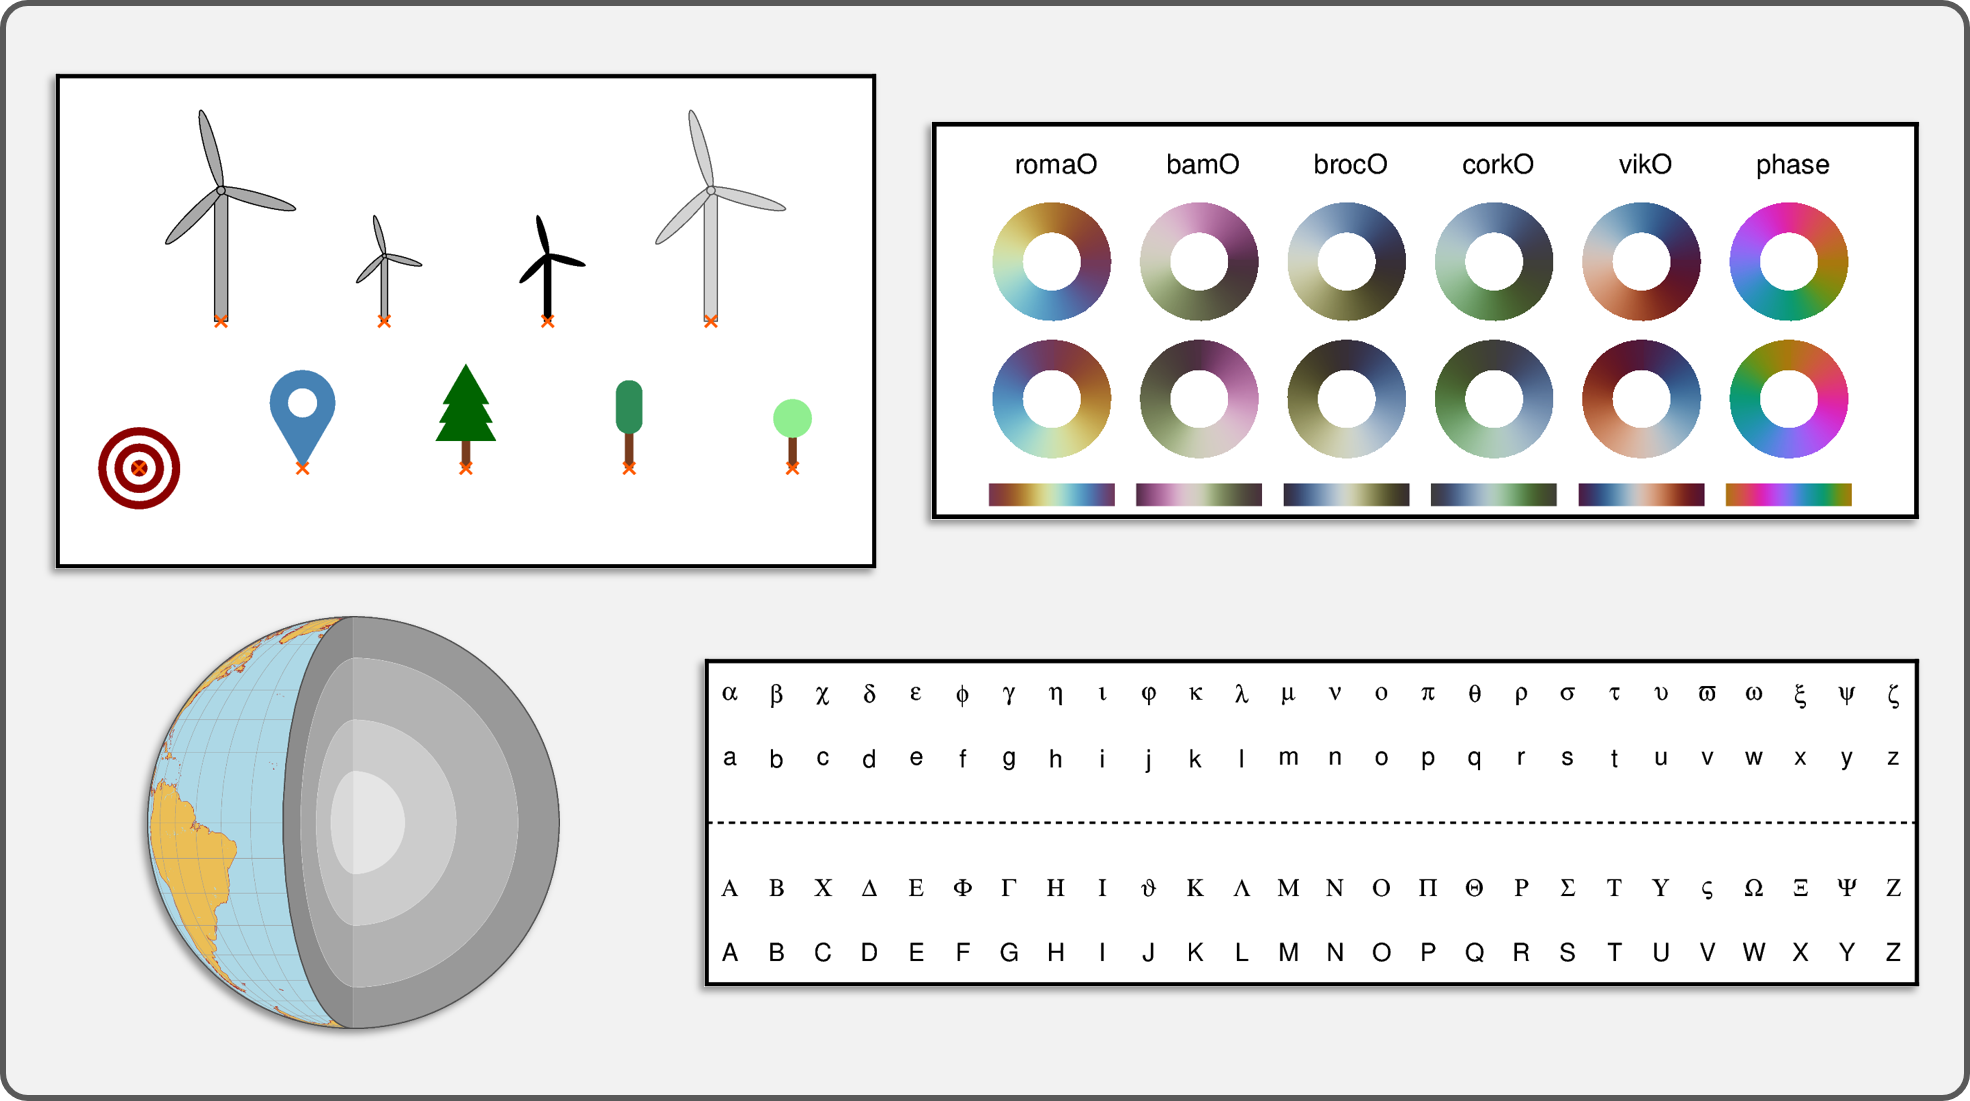 romaO bamO brocO corkO vikO phase
α β χ δ ε ϕ γ η ι φ κ λ μ ν ο π θ ρ σ τ υ ϖ ω ξ ψ ζ
a b c d e f g h i j k l m n o p q r s t u v w x y z
Α Β Χ Δ Ε Φ Γ Η Ι ϑ Κ Λ Μ Ν Ο Π Θ Ρ Σ Τ Υ ς Ω Ξ Ψ Ζ
A B C D E F G H I J K L M N O P Q R S T U V W X Y Z